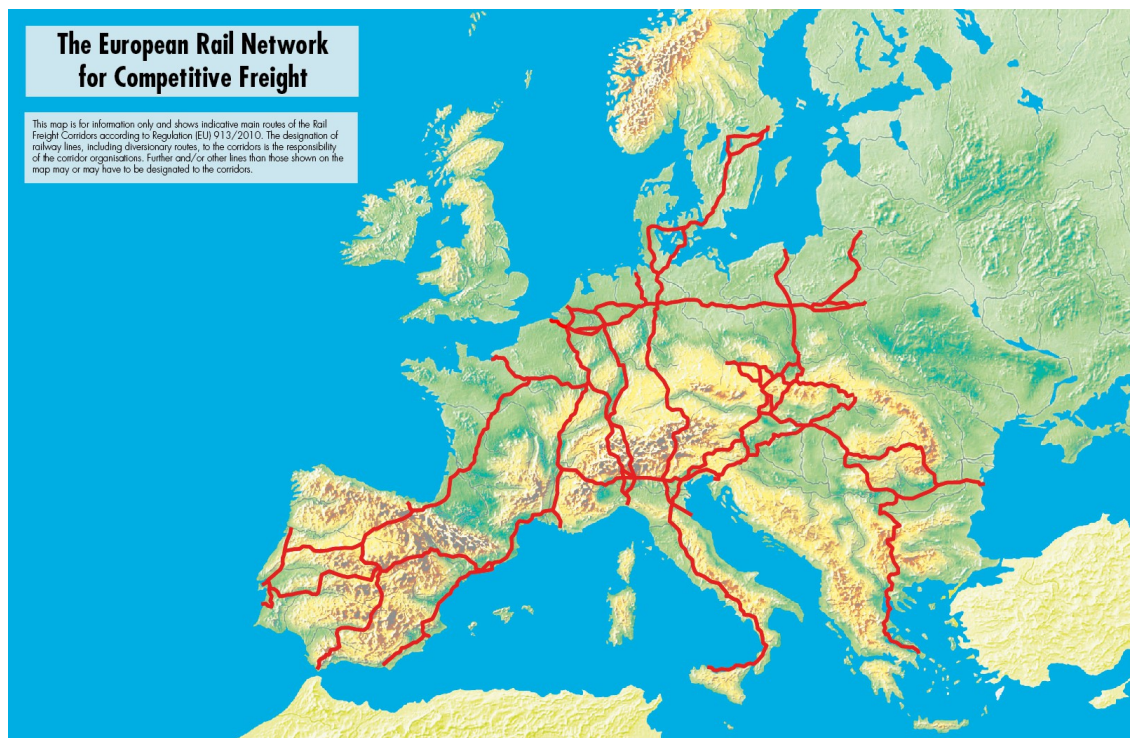 The European Rail Network
for Competitive Freight
This map is for information only and shows indicative main routes of the Rail
Freight Corridors according to Regulation (EU) 913/2010. The designation of
railway lines, including diversionary routes, to the corridors is the responsibility
of the corridor organisations. Further and/or other lines than those shown on the
map may or may have to be designated to the corridors.